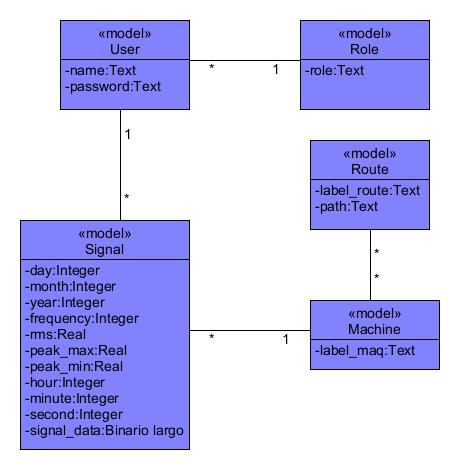 «model»
User
-name:Text
-password:Text
*
1
«model»
Role
-role:Text
1
*
«model»
Route
-label_route:Text
-path:Text
*
*
«model»
Signal
-day:Integer
-month:Integer
-year:Integer
-frequency:Integer
-rms:Real
-peak_max:Real
-peak_min:Real
-hour:Integer
-minute:Integer
-second:Integer
-signal_data:Binario largo
*
1
«model»
Machine
-label_maq:Text